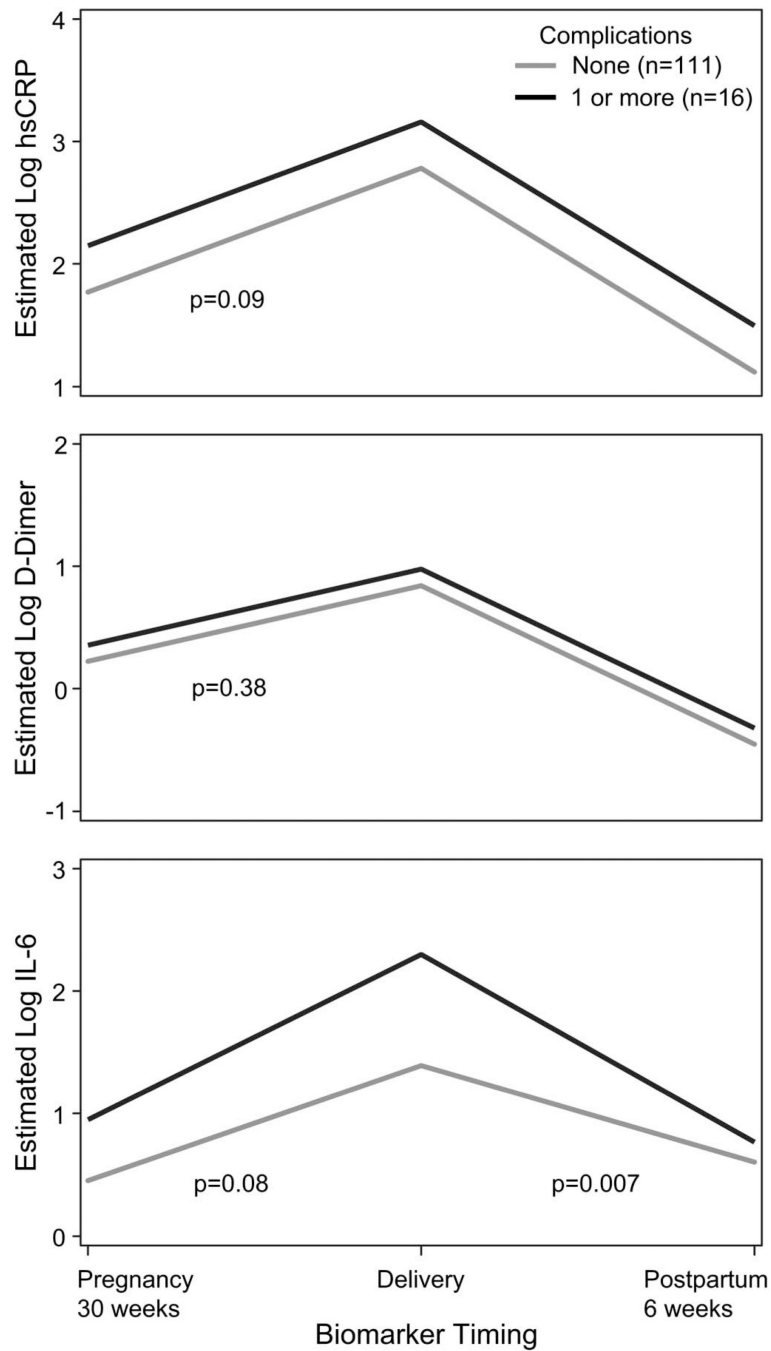 Complications
None (n=111)
1 or more (n=16)
4
3
2
1
Estimated Log hsCRP
p=0.09
2
1
0
-1
Estimated Log D-Dimer
p=0.38
3
2
1
0
Estimated Log IL-6
p=0.08
p=0.007
Pregnancy
30 weeks
Delivery
Postpartum
6 weeks
Biomarker Timing